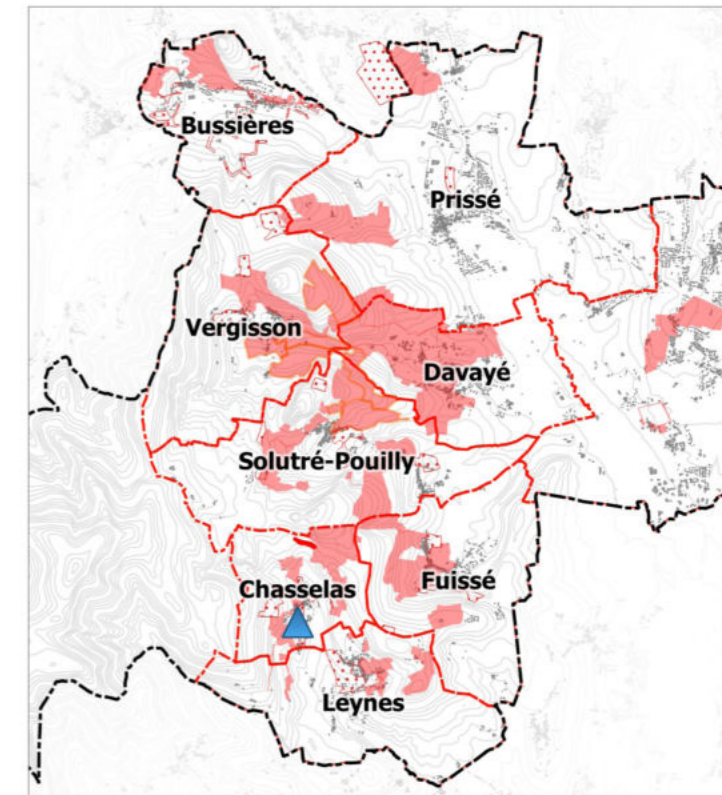 Bussières
Prissé
Vergisson
Davayé
Solutré-Pouilly
Chasselas
Fuissé
Leynes